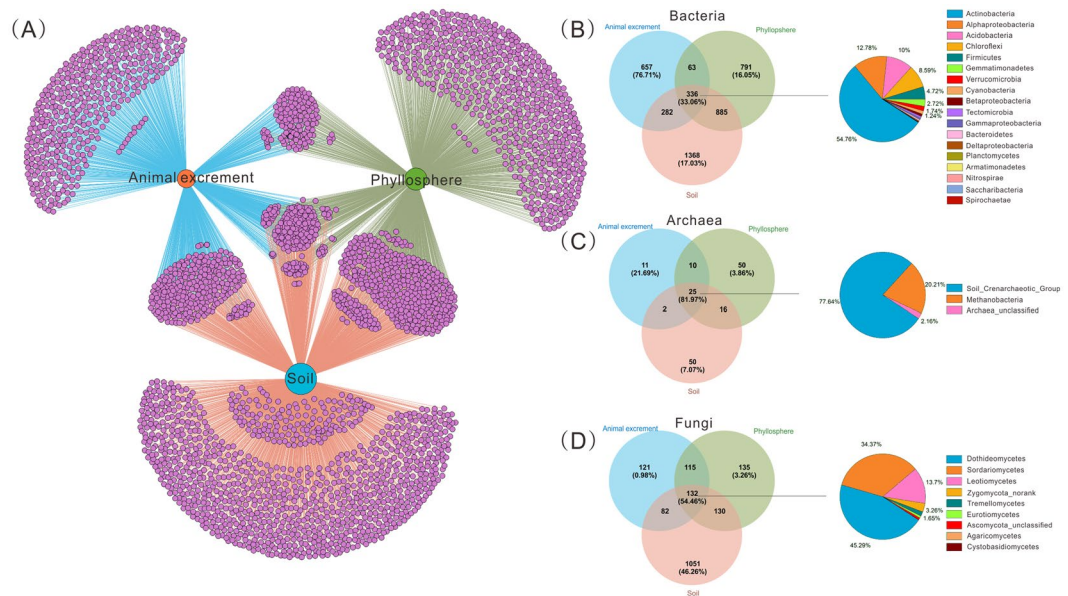 (A)
Animal excrement
Phyllosphere
Soil
(B)
Bacteria
Animal excrement
Phylliopshere
657
(76.71%)
63
791
(16.05%)
336
(33.06%)
282
885
1368
(17.03%)
Soil
12.78%
10%
8.59%
4.72%
2.72%
1.74%
1.24%
54.76%
Actinobacteria
Alphaproteobacteria
Acidobacteria
Chloroflexi
Firmicutes
Gemmatimonadetes
Verrucomicrobia
Cyanobacteria
Betaproteobacteria
Tectomicrobia
Gammaproteobacteria
Bacteroidetes
Deltaproteobacteria
Planctomycetes
Armatimonadetes
Nitrospirae
Saccharibacteria
Spirochaetae
(C)
Archaea
Animal excrement
Phyllosphere
11
(21.69%)
10
50
(3.86%)
25
(81.97%)
2
16
50
(7.07%)
Soil
77.64%
20.21%
2.16%
Soil_Crenarchaeotic_Group
Methanobacteria
Archaea_unclassified
(D)
Fungi
Animal excrement
Phyllosphere
121
(0.98%)
115
135
(3.26%)
132
(54.46%)
82
130
1051
(46.26%)
Soil
34.37%
13.7%
3.26%
1.65%
45.29%
Dothideomycetes
Sordariomycetes
Leotiomycetes
Zygomycota_norank
Tremellomycetes
Eurotiomycetes
Ascomycota_unclassified
Agaricomycetes
Cystobasidiomycetes